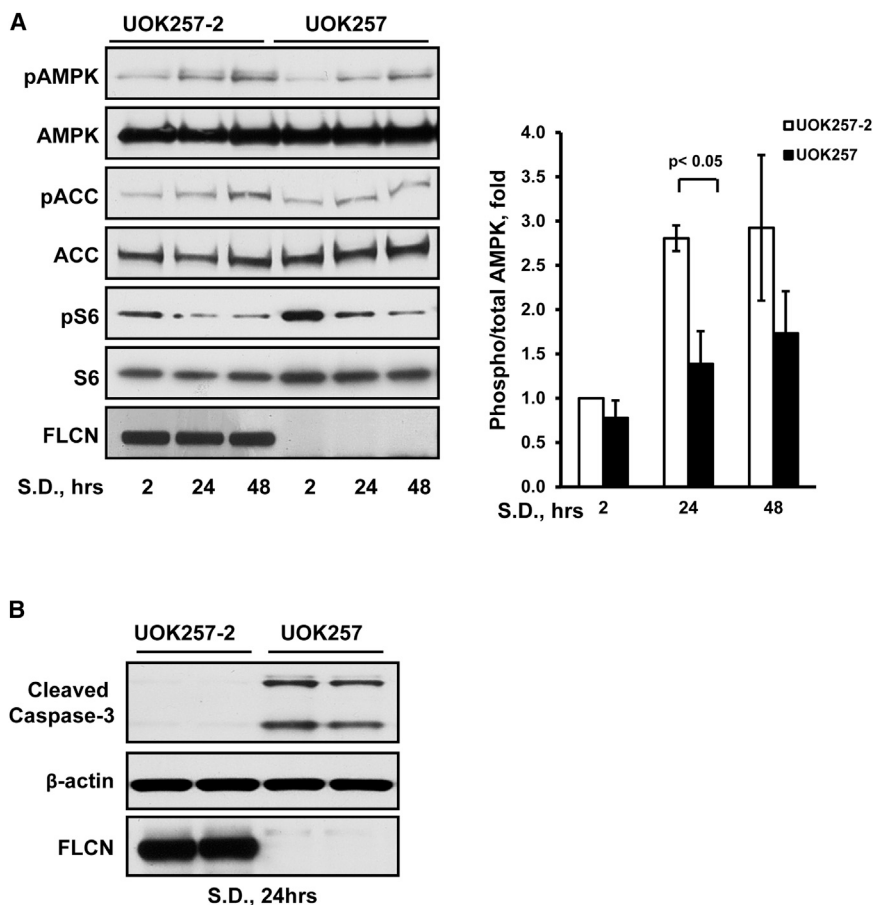 A
UOK257-2 UOK257
pAMPK
AMPK
pACC
ACC
pS6
S6
FLCN
S.D., hrs 2 24 48 2 24 48
Phospho/total AMPK, fold
4.0
3.5
3.0
2.5
2.0
1.5
1.0
0.5
0.0
p< 0.05
UOK257-2
UOK257
S.D., hrs 2 24 48
B
UOK257-2 UOK257
Cleaved
Caspase-3
β-actin
FLCN
S.D., 24hrs